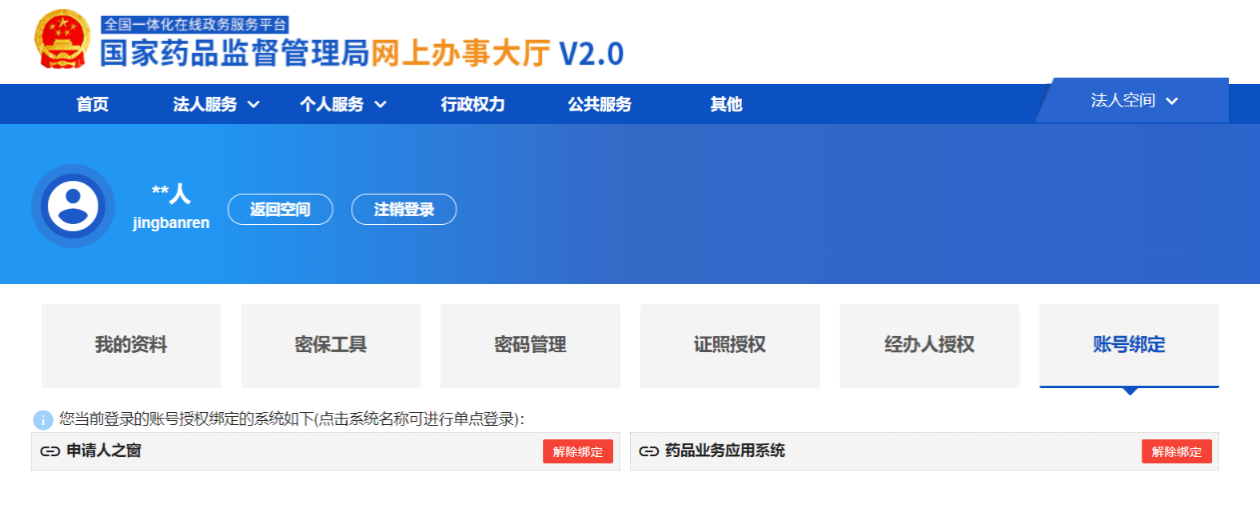 全国一体化在线政务服务平台
国家药品监督管理局网上办事大厅 V2.0
首页 法人服务 个人服务 行政权力 公共服务 其他 法人空间
**人
jingbanren
返回空间 注销登录
我的资料 密保工具 密码管理 证照授权 经办人授权 账号绑定
您当前登录的账号授权绑定的系统如下(点击系统名称可进行单点登录):
申请人之窗 解除绑定 药品业务应用系统 解除绑定